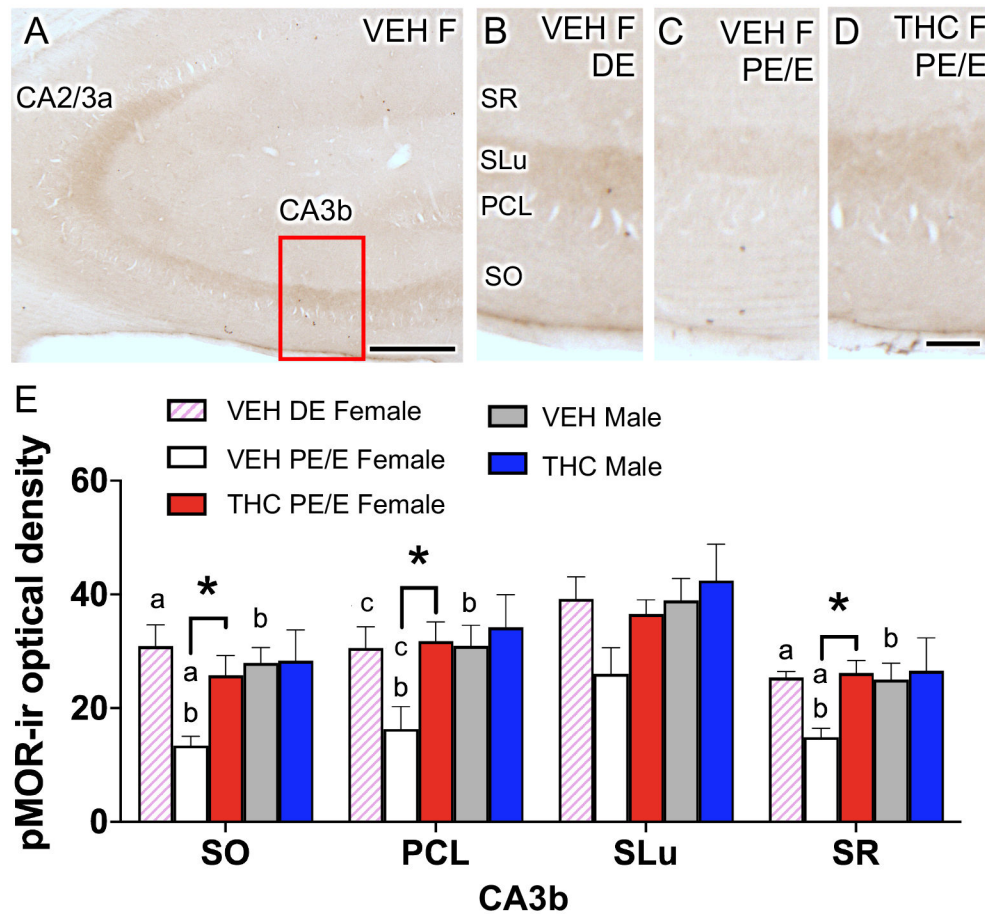 A
VEH F
CA2/3a
CA3b
B
VEH F
DE
SR
SLu
PCL
SO
C
VEH F
PE/E
D
THC F
PE/E
E
VEH DE Female
VEH PE/E Female
THC PE/E Female
VEH Male
THC Male
pMOR-ir optical density
60
40
20
0
a
*
a
b
b
c
*
c
b
b
a
*
a
b
b
SO
PCL
SLu
SR
CA3b